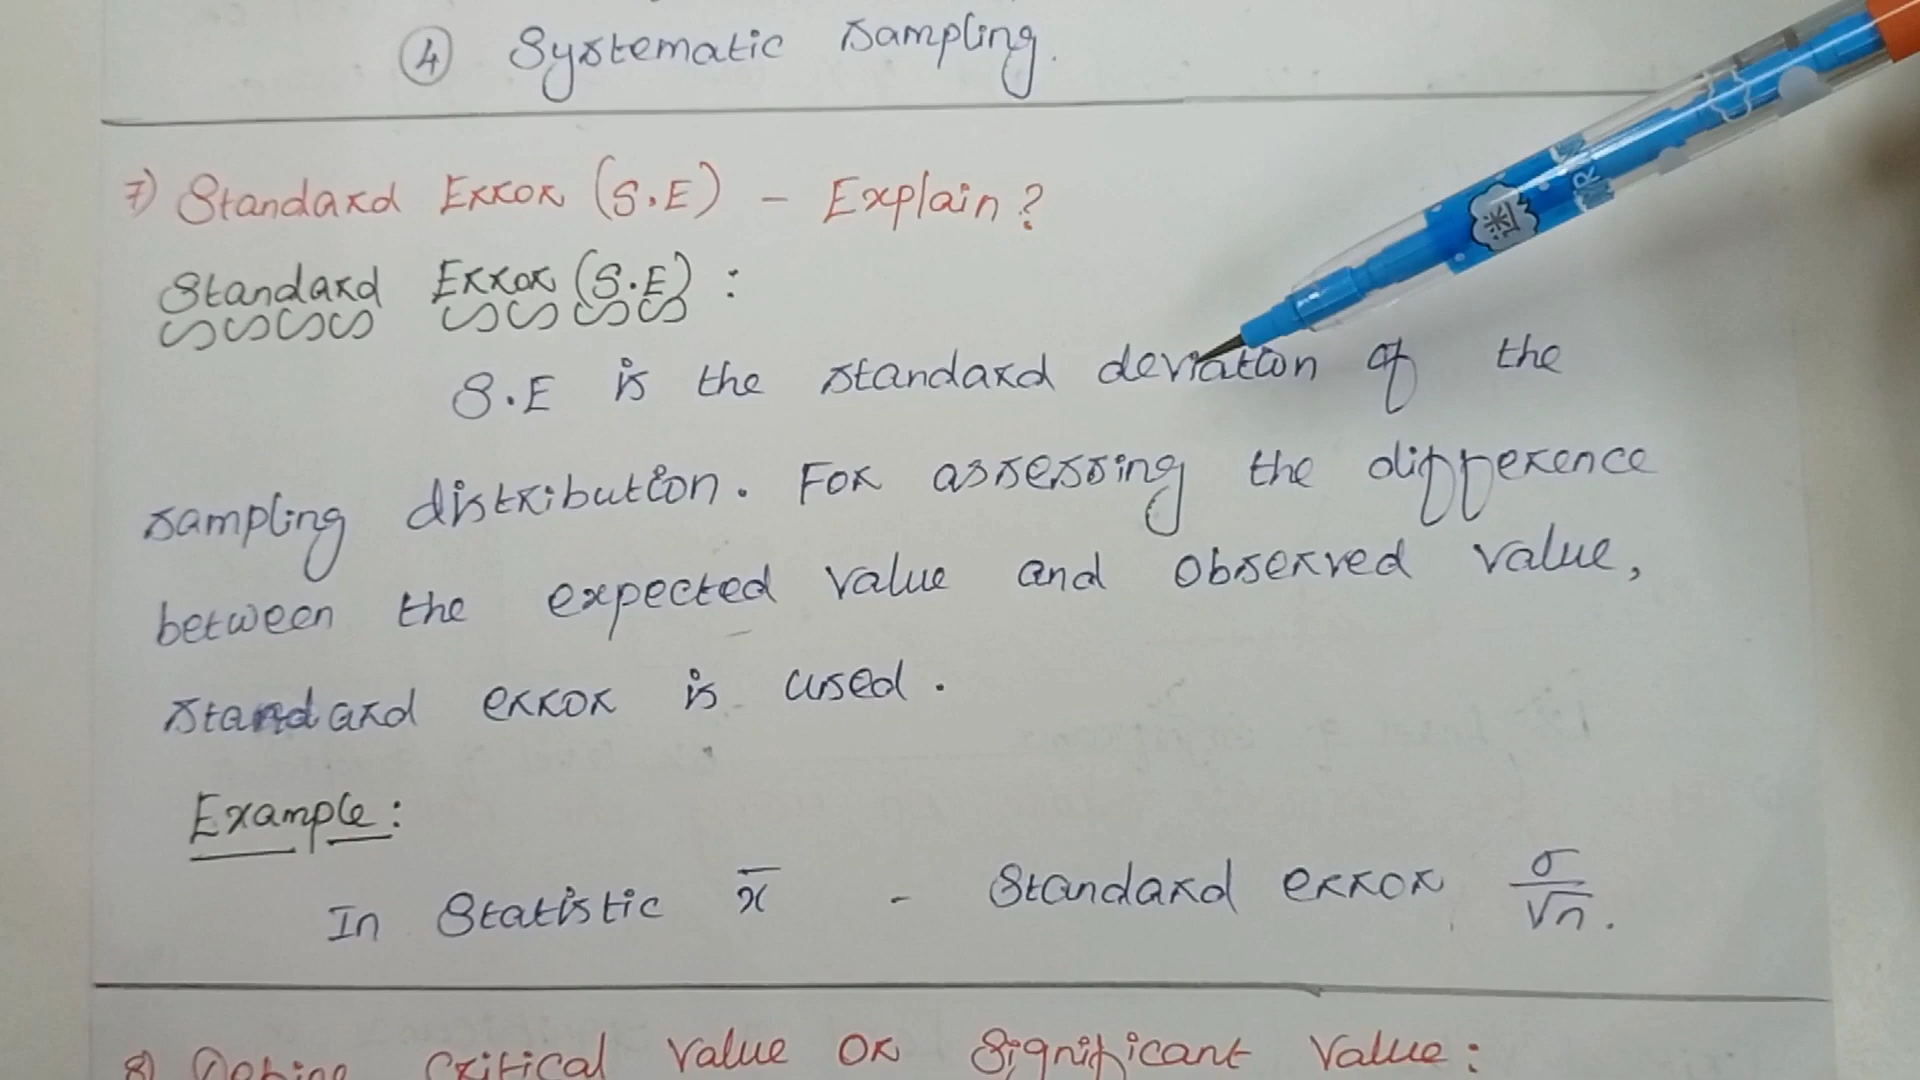 ④ Systematic sampling.
7) Standard Error (S.E) - Explain?
Standard Error (S.E) :
S.E is the standard deviation of the
sampling distribution. For assessing the difference
between the expected value and observed value,
standard error is used.
Example:
In Statistic x̄ - Standard error σ/√n.
8) Define critical value or Significant value: